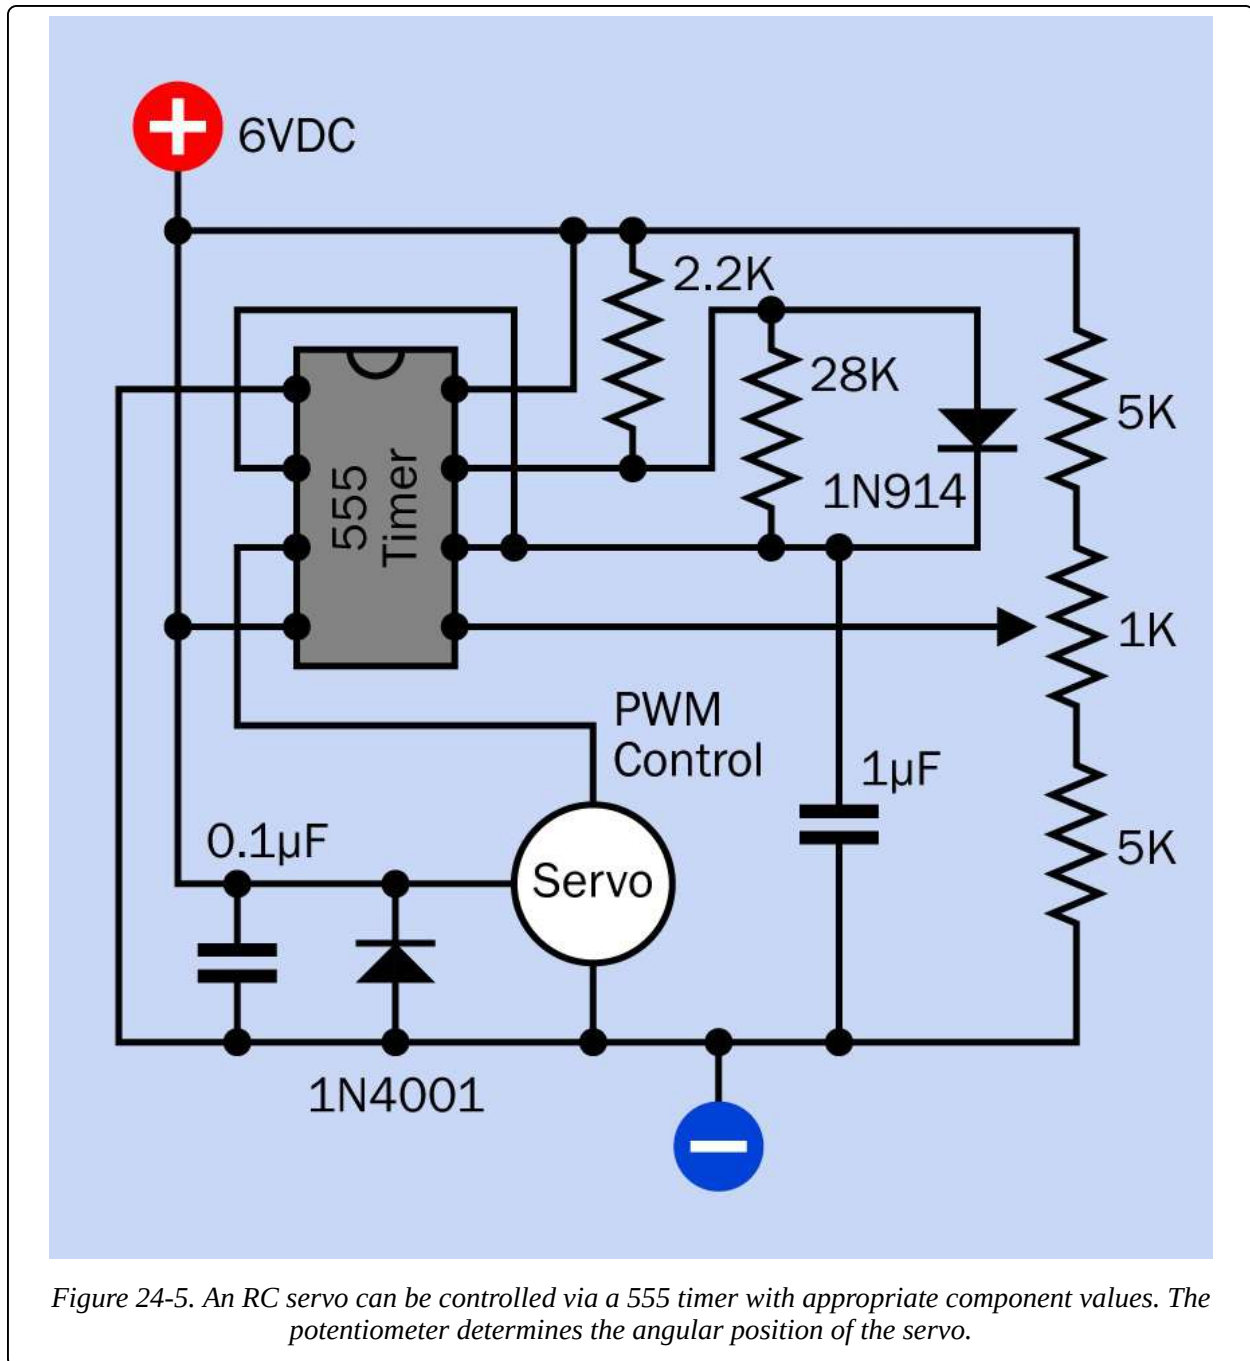 6VDC
2.2K
28K
5K
1N914
555
Timer
1K
PWM
Control
1µF
0.1µF
5K
Servo
1N4001
Figure 24-5. An RC servo can be controlled via a 555 timer with appropriate component values. The
potentiometer determines the angular position of the servo.